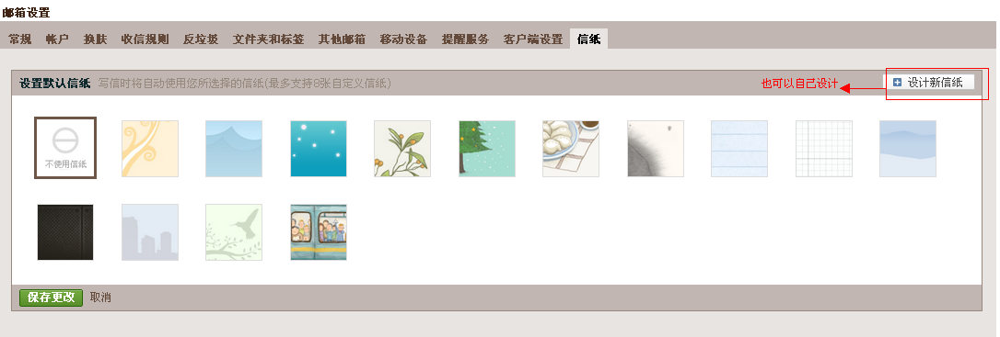 邮箱设置
常规 帐户 换肤 收信规则 反垃圾 文件夹和标签 其他邮箱 移动设备 提醒服务 客户端设置 信纸
设置默认信纸 写信时将自动使用您所选择的信纸(最多支持8张自定义信纸) 也可以自己设计 设计新信纸
不使用信纸
保存更改 取消